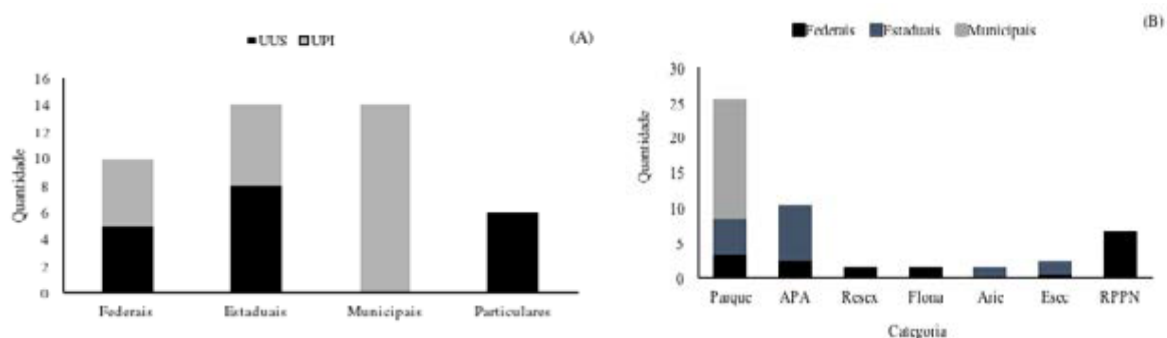 UUS UPI
(A)
Quantidade
16
14
12
10
8
6
4
2
0
Federais Estaduais Municipais Particulares
(B)
Federais Estaduais Municipais
Quantidade
30
25
20
15
10
5
0
Parque APA Resex Flona Arie Esec RPPN
Categoria